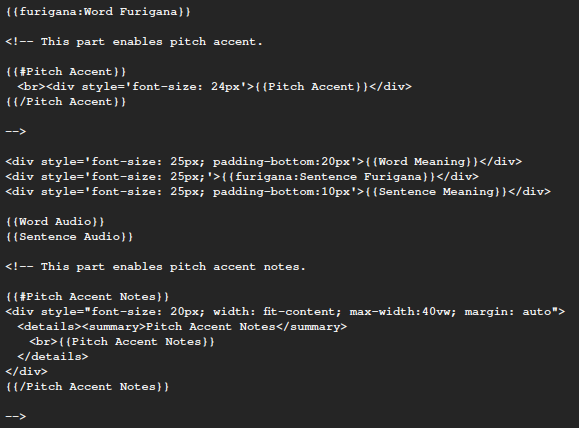 {{furigana:Word Furigana}}
<!-- This part enables pitch accent.
{{#Pitch Accent}}
<br><div style='font-size: 24px'>{{Pitch Accent}}</div>
{{/Pitch Accent}}
-->
<div style='font-size: 25px; padding-bottom:20px'>{{Word Meaning}}</div>
<div style='font-size: 25px;'>{{furigana:Sentence Furigana}}</div>
<div style='font-size: 25px; padding-bottom:10px'>{{Sentence Meaning}}</div>
{{Word Audio}}
{{Sentence Audio}}
<!-- This part enables pitch accent notes.
{{#Pitch Accent Notes}}
<div style="font-size: 20px; width: fit-content; max-width:40vw; margin: auto">
<details><summary>Pitch Accent Notes</summary>
<br>{{Pitch Accent Notes}}
</details>
</div>
{{/Pitch Accent Notes}}
-->